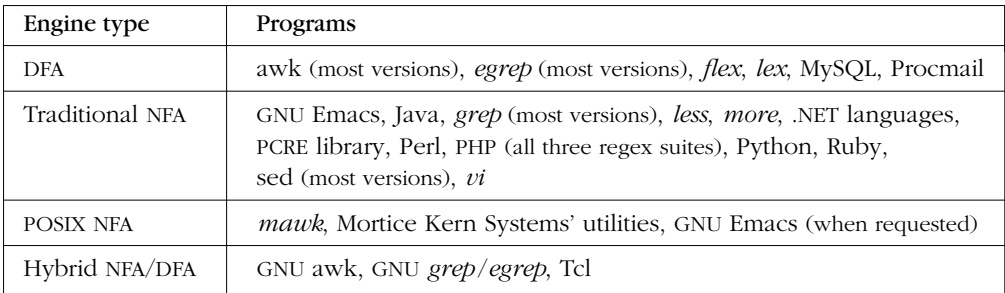 Engine type Programs
DFA awk (most versions), egrep (most versions), flex, lex, MySQL, Procmail
Traditional NFA GNU Emacs, Java, grep (most versions), less, more, .NET languages,
PCRE library, Perl, PHP (all three regex suites), Python, Ruby,
sed (most versions), vi
POSIX NFA mawk, Mortice Kern Systems' utilities, GNU Emacs (when requested)
Hybrid NFA/DFA GNU awk, GNU grep/egrep, Tcl